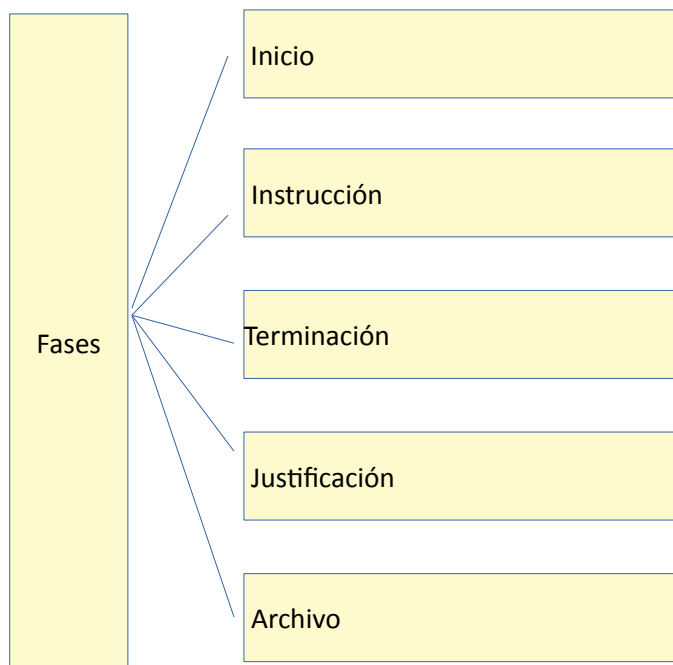 Inicio
Instrucción
Fases
Terminación
Justificación
Archivo